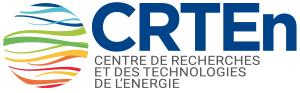 CRTEn
CENTRE DE RECHERCHES
ET DES TECHNOLOGIES
DE L'ENERGIE